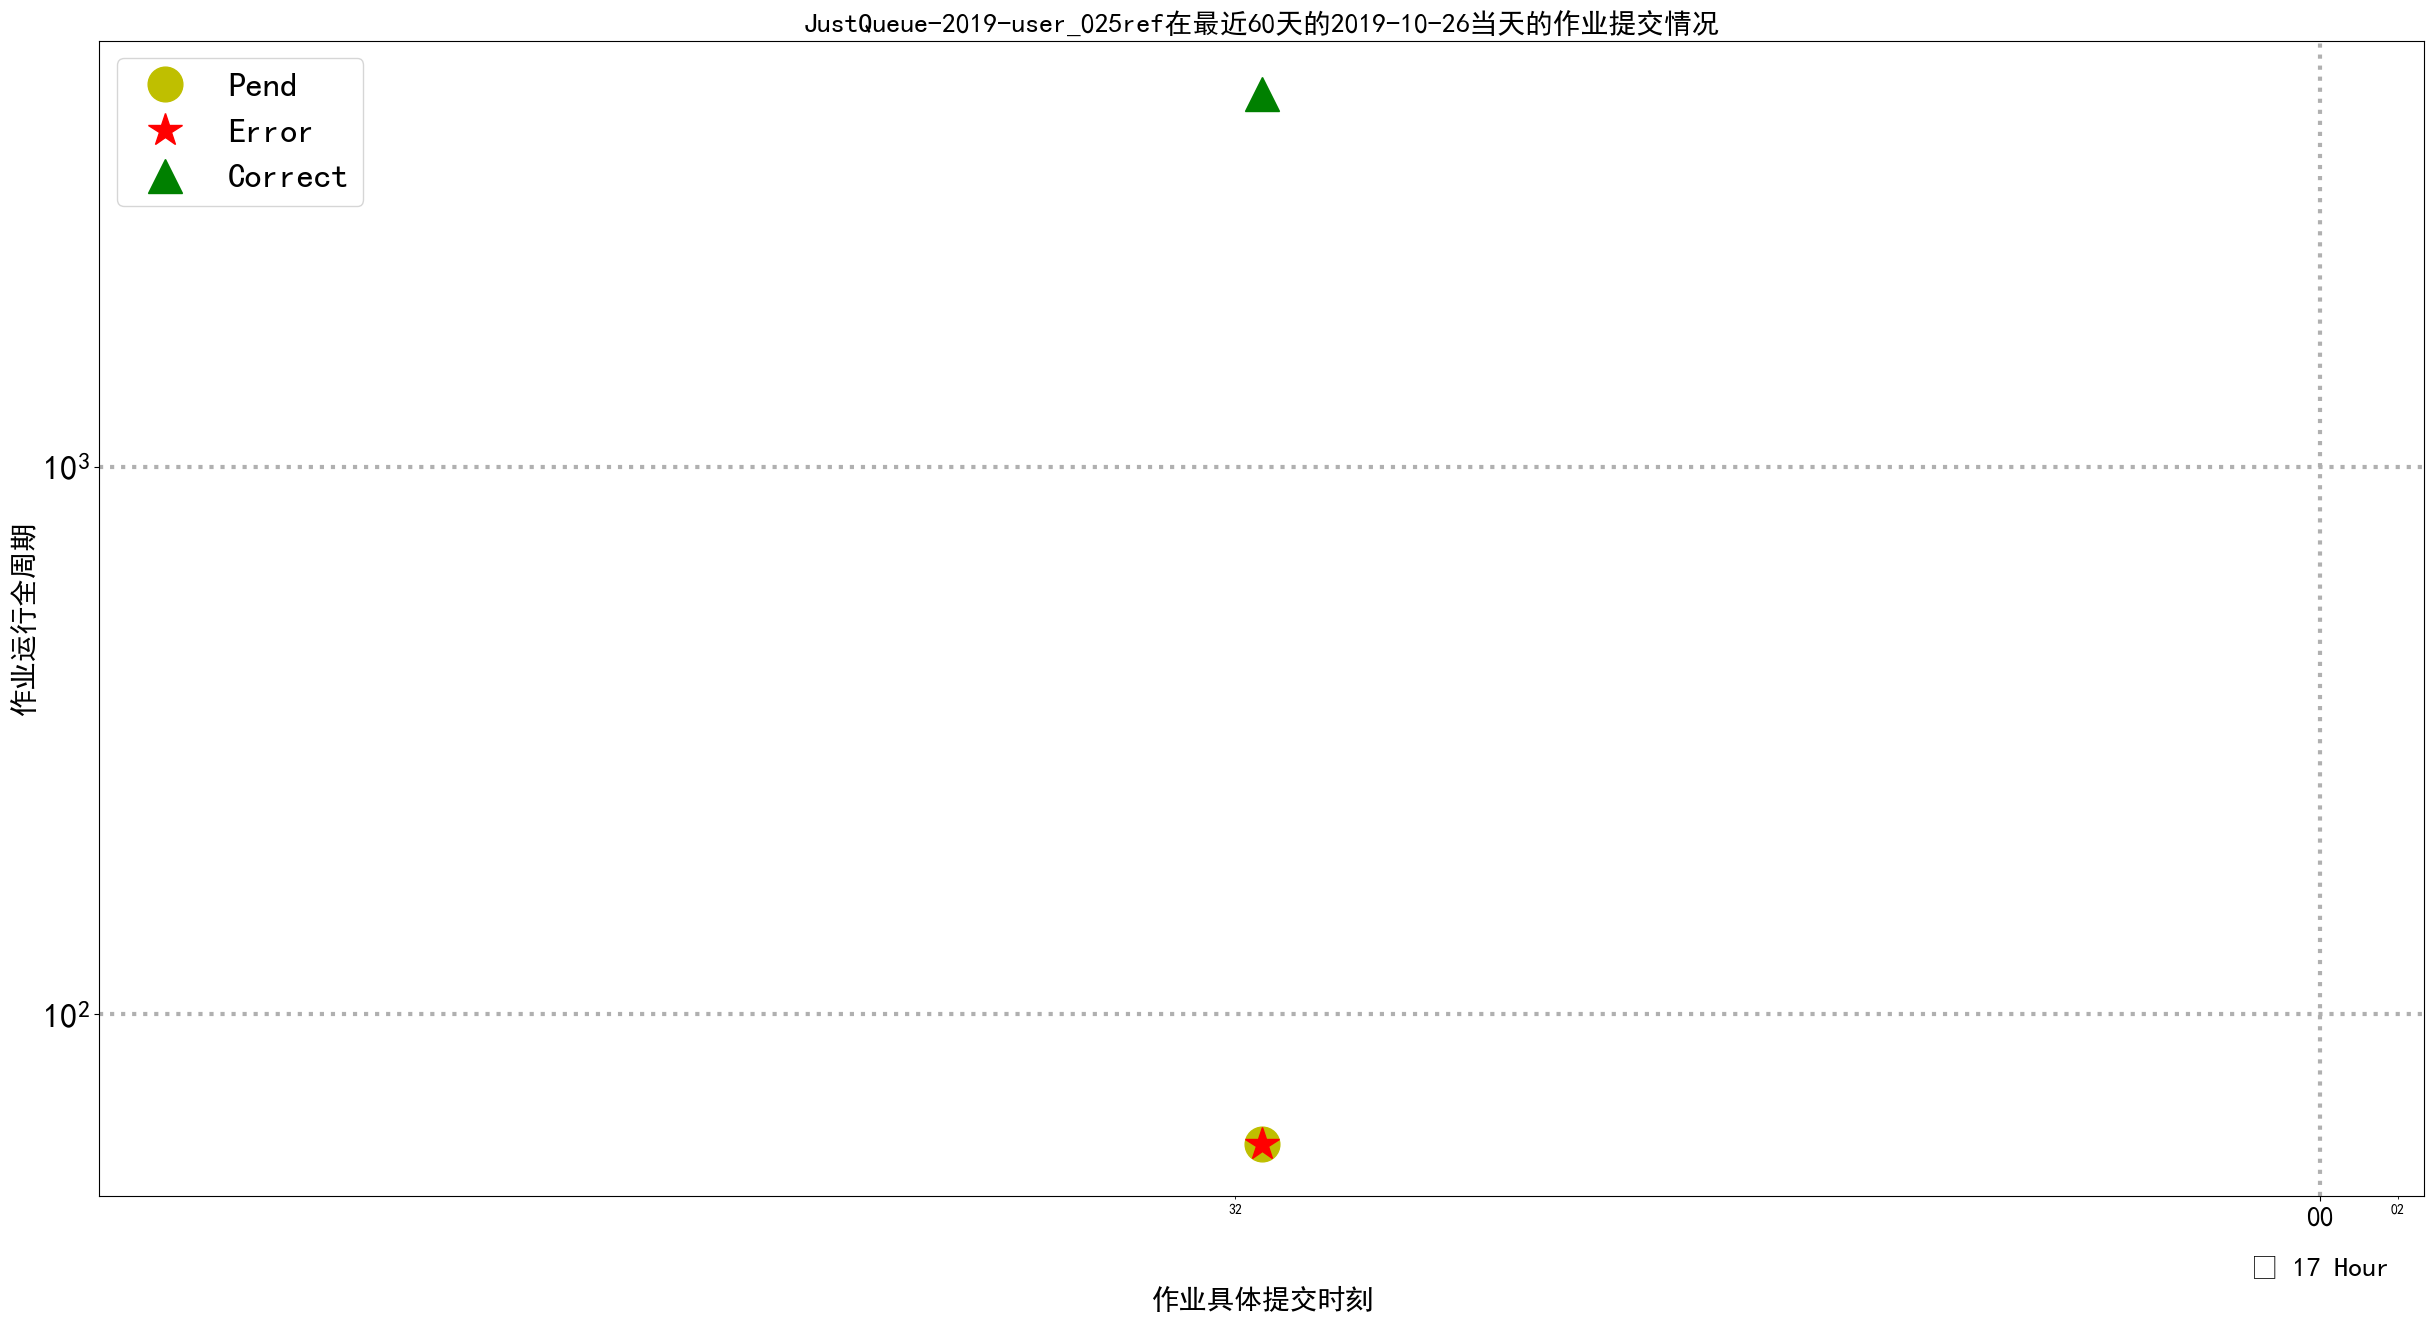 JustQueue-2019-user_025ref在最近60天的2019-10-26当天的作业提交情况
Pend
Error
Correct
10³
作业运行全周期
10²
32
00
02
□ 17 Hour
作业具体提交时刻